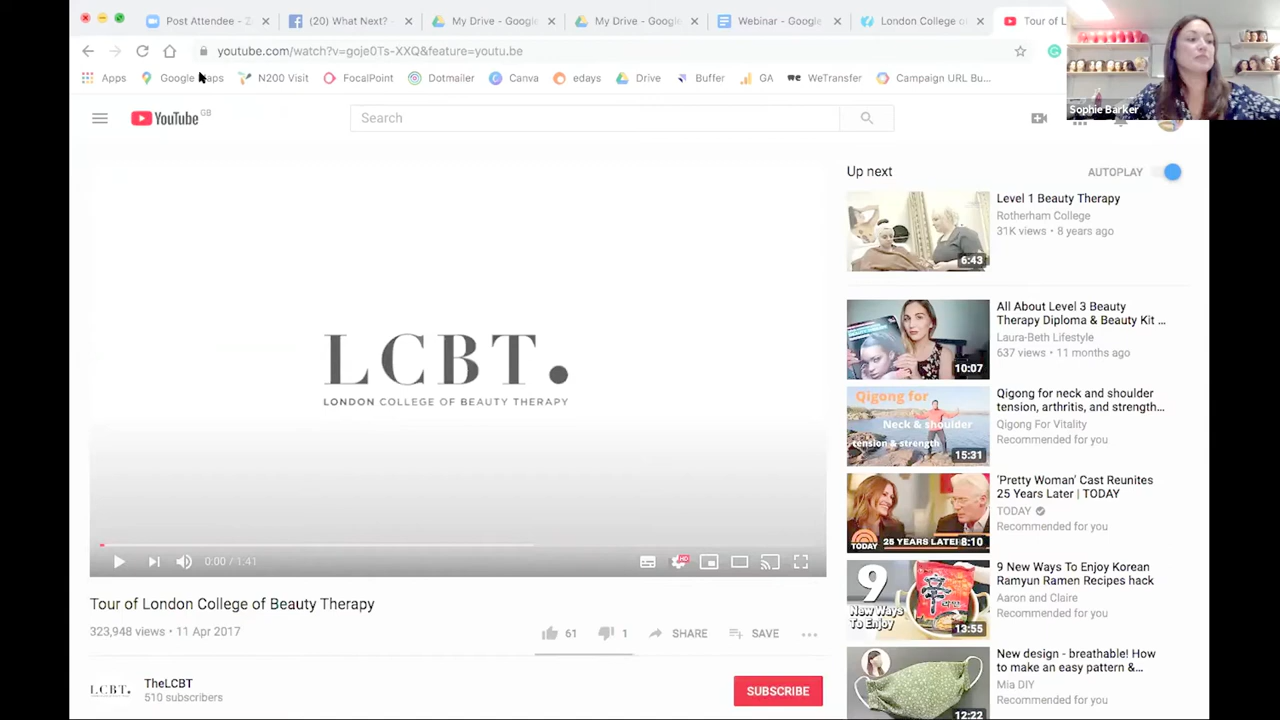 Post Attendee - Z
(20) What Next? -
My Drive - Google
My Drive - Google
Webinar - Google
London College o
Tour of L
youtube.com/watch?v=goje0Ts-XXQ&feature=youtu.be
Apps
Google Maps
N200 Visit
FocalPoint
Dotmailer
Canva
edays
Drive
Buffer
GA
WeTransfer
Campaign URL Bu...
Sophie Barker
YouTube GB
Search
LCBT.
LONDON COLLEGE OF BEAUTY THERAPY
0:00 / 1:41
HD
Tour of London College of Beauty Therapy
323,948 views • 11 Apr 2017
61
1
SHARE
SAVE
LCBT.
TheLCBT
510 subscribers
SUBSCRIBE
Up next
AUTOPLAY
6:43
Level 1 Beauty Therapy
Rotherham College
31K views • 8 years ago
10:07
All About Level 3 Beauty
Therapy Diploma & Beauty Kit ...
Laura-Beth Lifestyle
637 views • 11 months ago
Qigong for
Neck & shoulder
tension & strength
15:31
Qigong for neck and shoulder
tension, arthritis, and strength...
Qigong For Vitality
Recommended for you
TODAY
25 YEARS LATE
8:10
‘Pretty Woman’ Cast Reunites
25 Years Later | TODAY
TODAY
Recommended for you
9
New Ways
To Enjoy
13:55
9 New Ways To Enjoy Korean
Ramyun Ramen Recipes hack
Aaron and Claire
Recommended for you
12:22
New design - breathable! How
to make an easy pattern &...
Mia DIY
Recommended for you